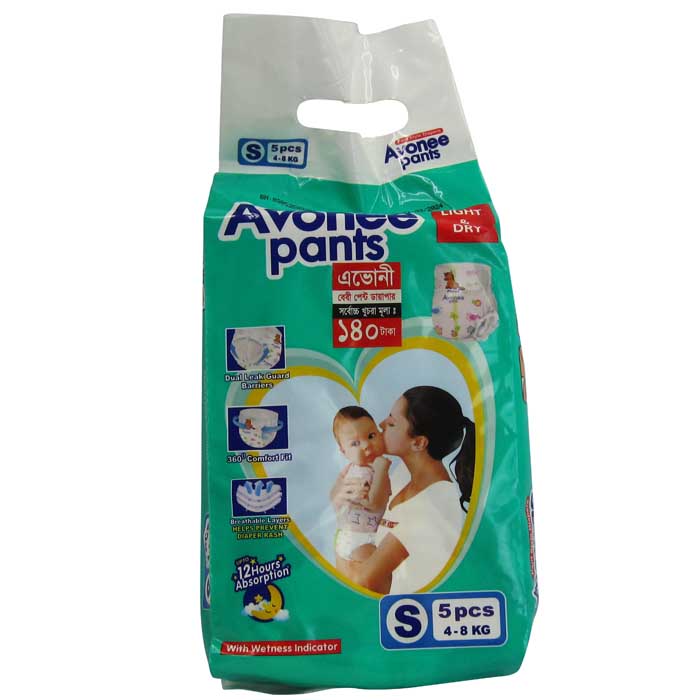 S 5 pcs
4-8 KG
Avonee
pants
Avonee
pants
LIGHT
&
DRY
এভোনী
বেবী পেন্ট ডায়াপার
সর্বোচ্চ খুচরা মূল্য ঃ
১৪০ টাকা
Avonee
Dual Leak Guard
Barriers
360° Comfort Fit
Breathable Layers
HELPS PREVENT
DIAPER RASH
UPTO
12 Hours
Absorption
With Wetness Indicator
S 5 pcs
4-8 KG